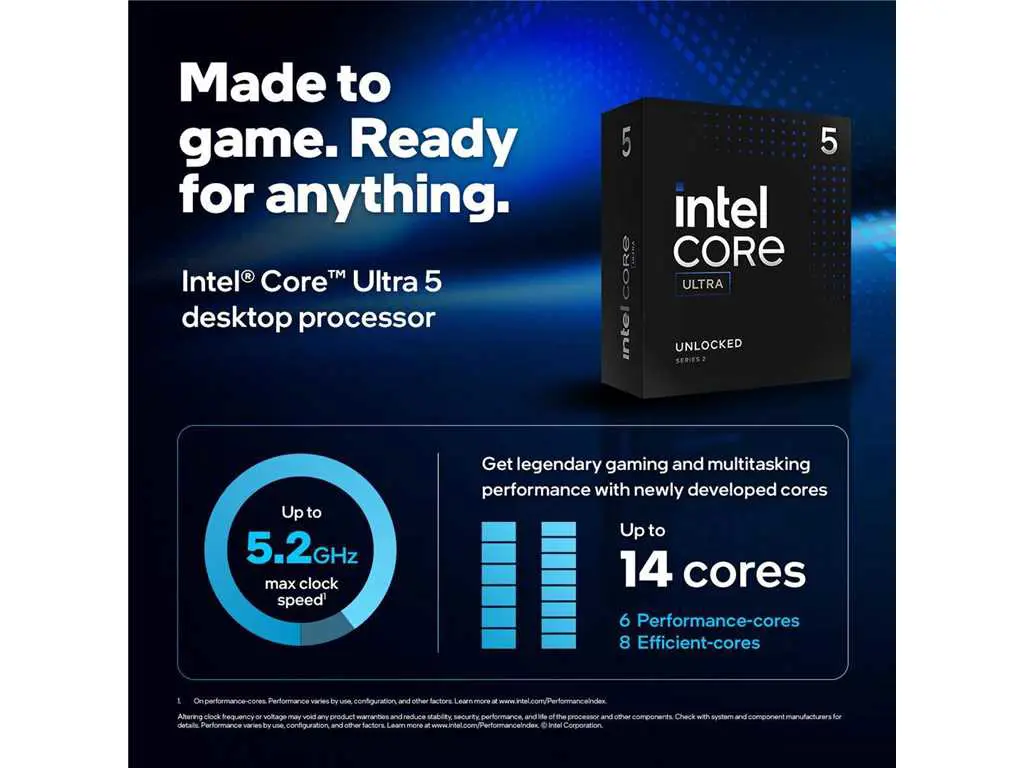 Made to
game. Ready
for anything.
Intel® Core™ Ultra 5
desktop processor
5
5
intel
CORE
ULTRA
UNLOCKED
SERIES 2
intel CORE
ULTRA
Up to
5.2GHz
max clock
speed¹
Get legendary gaming and multitasking
performance with newly developed cores
Up to
14 cores
6 Performance-cores
8 Efficient-cores
1. On performance-cores. Performance varies by use, configuration, and other factors. Learn more at www.intel.com/PerformanceIndex.
Altering clock frequency or voltage may void any product warranties and reduce stability, security, performance, and life of the processor and other components. Check with system and component manufacturers for
details. Performance varies by use, configuration, and other factors. Learn more at www.intel.com/PerformanceIndex. © Intel Corporation.